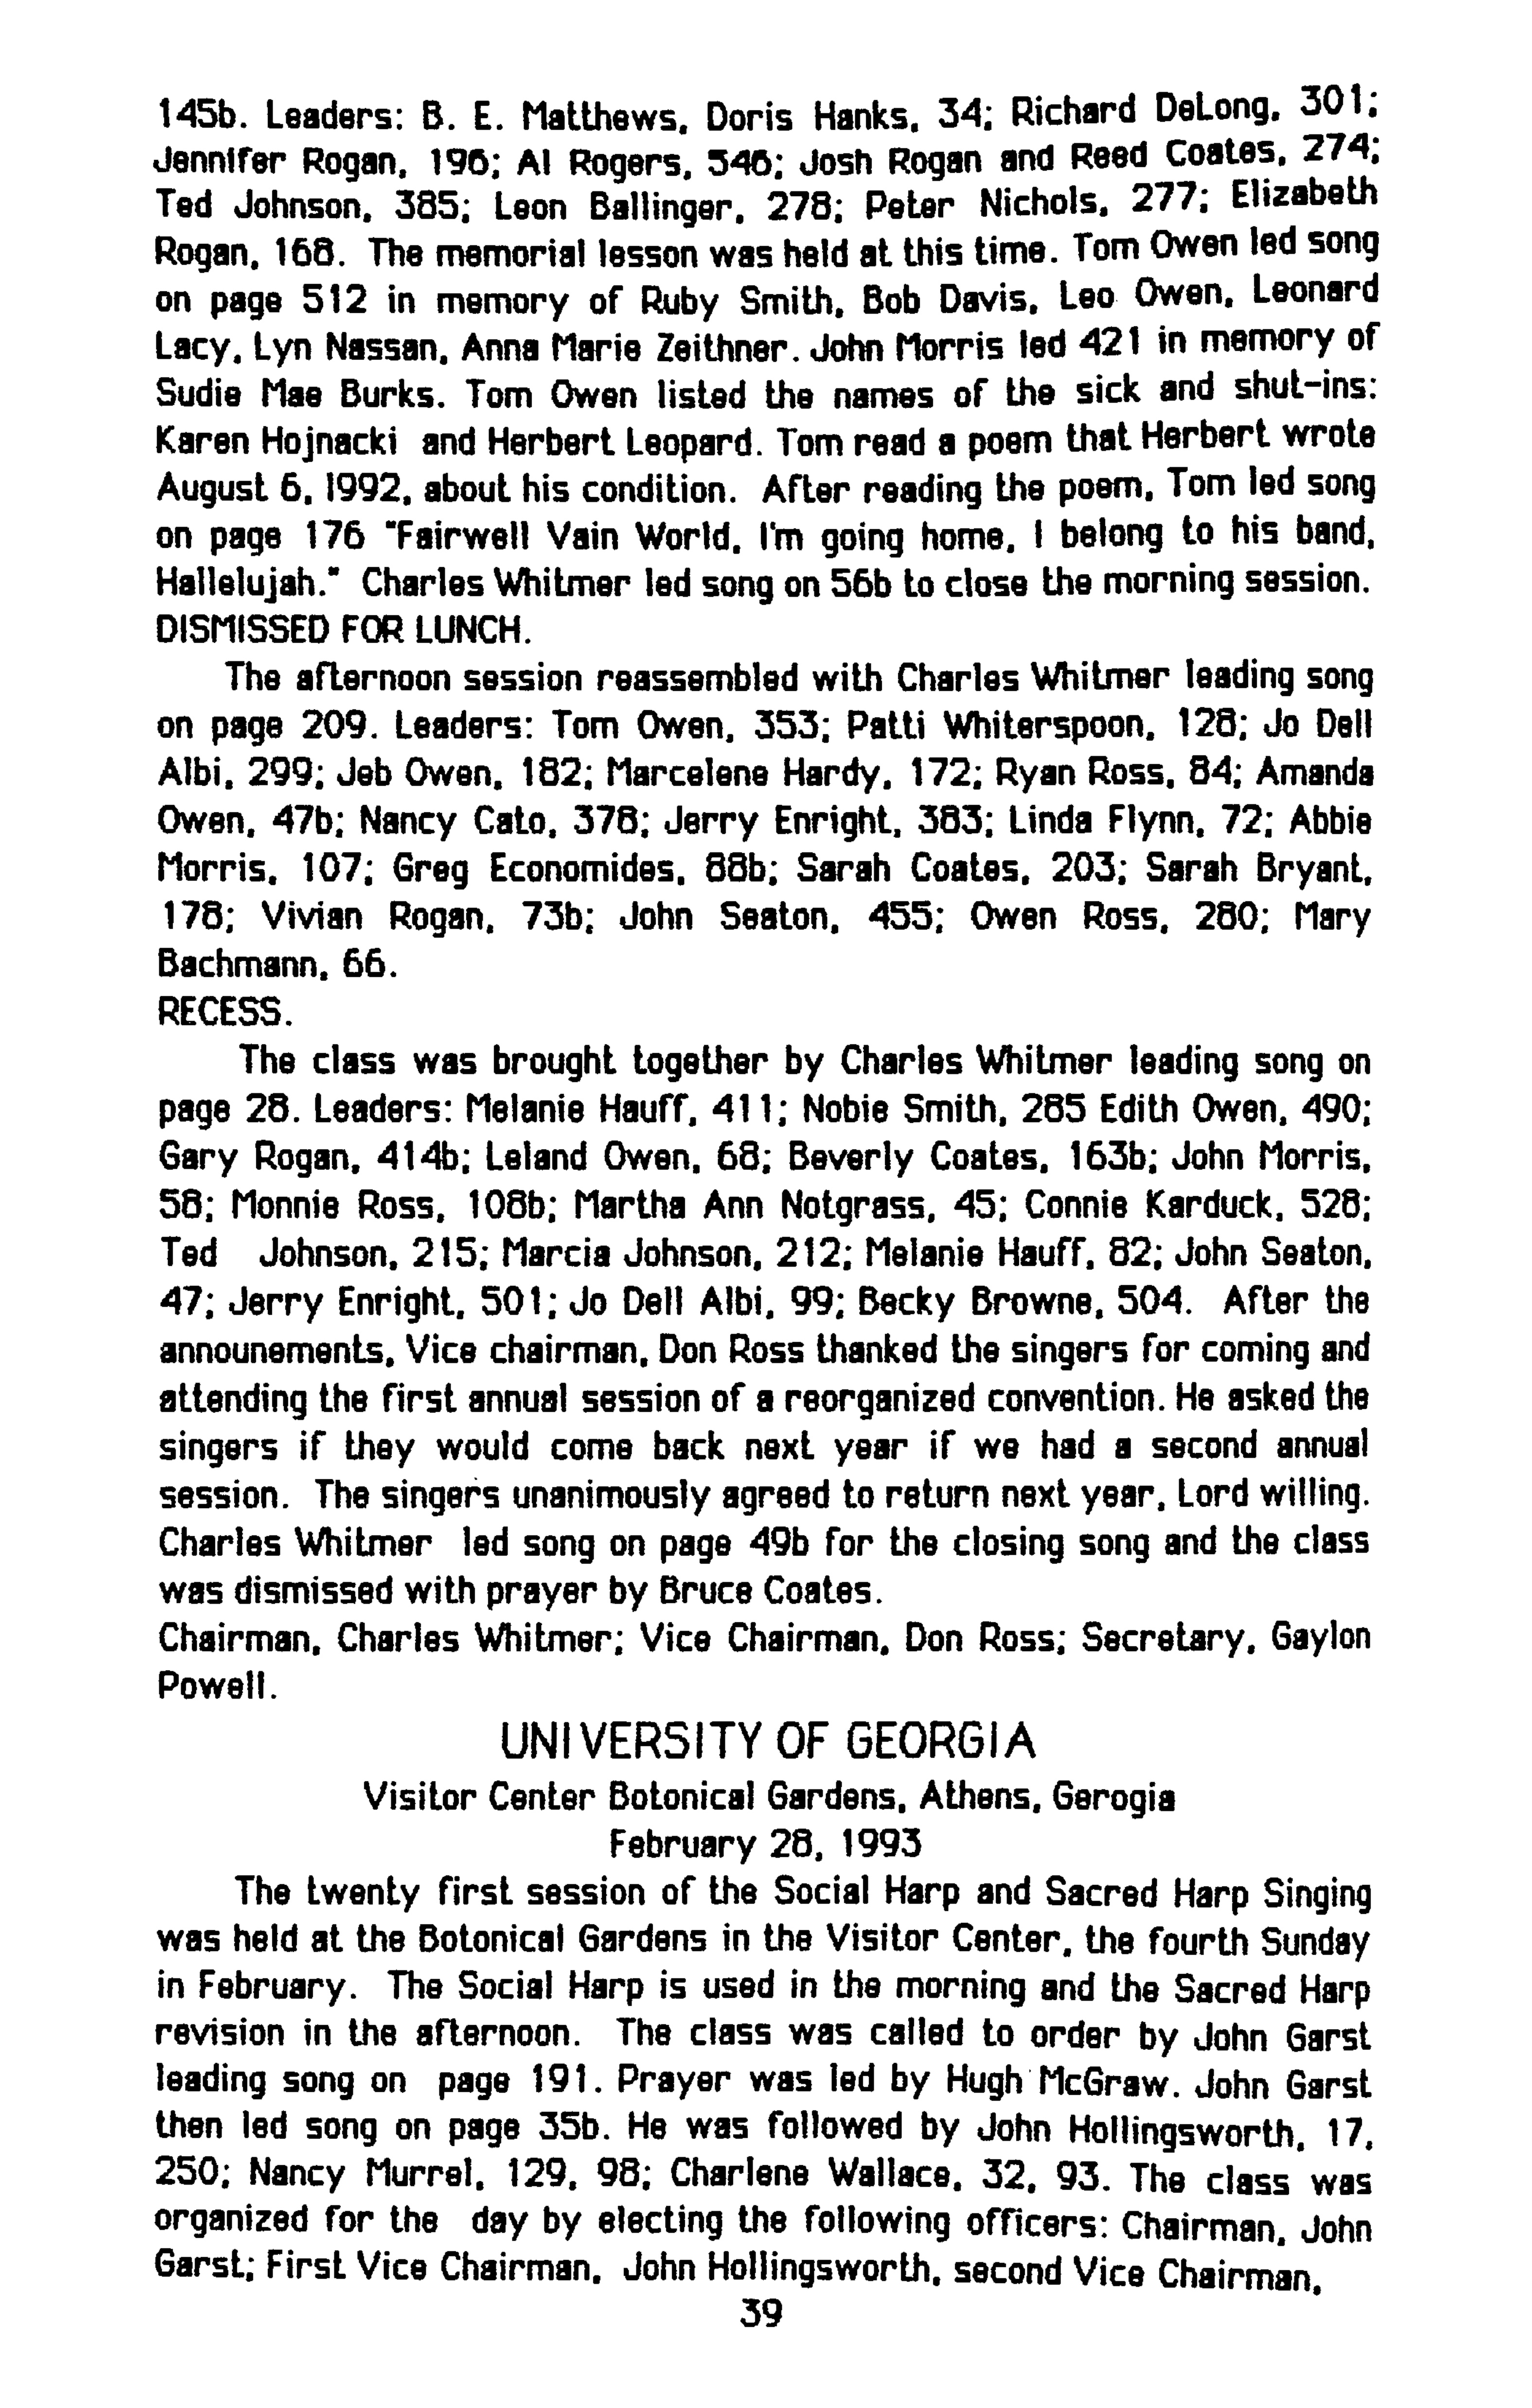 145b. Leaders: B. E. Matthews, Doris Hanks, 34; Richard DeLong, 301;
Jennifer Rogan, 196; Al Rogers, 546; Josh Rogan and Reed Coates, 274;
Ted Johnson, 385; Leon Ballinger, 278; Peter Nichols, 277; Elizabeth
Rogan, 168. The memorial lesson was held at this time. Tom Owen led song
on page 512 in memory of Ruby Smith, Bob Davis, Leo Owen, Leonard
Lacy, Lyn Nassan, Anna Marie Zeithner. John Morris led 421 in memory of
Sudie Mae Burks. Tom Owen listed the names of the sick and shut-ins:
Karen Hojnacki and Herbert Leopard. Tom read a poem that Herbert wrote
August 6, 1992, about his condition. After reading the poem, Tom led song
on page 176 "Fairwell Vain World, I'm going home, I belong to his band,
Hallelujah." Charles Whitmer led song on 56b to close the morning session.
DISMISSED FOR LUNCH.
The afternoon session reassembled with Charles Whitmer leading song
on page 209. Leaders: Tom Owen, 353; Patti Whiterspoon, 128; Jo Dell
Albi, 299; Jeb Owen, 182; Marcelene Hardy, 172; Ryan Ross, 84; Amanda
Owen, 47b; Nancy Cato, 378; Jerry Enright, 383; Linda Flynn, 72; Abbie
Morris, 107; Greg Economides, 88b; Sarah Coates, 203; Sarah Bryant,
178; Vivian Rogan, 73b; John Seaton, 455; Owen Ross, 280; Mary
Bachmann, 66.
RECESS.
The class was brought together by Charles Whitmer leading song on
page 28. Leaders: Melanie Hauff, 411; Nobie Smith, 285 Edith Owen, 490;
Gary Rogan, 414b; Leland Owen, 68; Beverly Coates, 163b; John Morris,
58; Monnie Ross, 108b; Martha Ann Notgrass, 45; Connie Karduck, 528;
Ted Johnson, 215; Marcia Johnson, 212; Melanie Hauff, 82; John Seaton,
47; Jerry Enright, 501; Jo Dell Albi, 99; Becky Browne, 504. After the
announements, Vice chairman, Don Ross thanked the singers for coming and
attending the first annual session of a reorganized convention. He asked the
singers if they would come back next year if we had a second annual
session. The singers unanimously agreed to return next year, Lord willing.
Charles Whitmer led song on page 49b for the closing song and the class
was dismissed with prayer by Bruce Coates.
Chairman, Charles Whitmer; Vice Chairman, Don Ross; Secretary, Gaylon
Powell.
UNIVERSITY OF GEORGIA
Visitor Center Botonical Gardens, Athens, Gerogia
February 28, 1993
The twenty first session of the Social Harp and Sacred Harp Singing
was held at the Botonical Gardens in the Visitor Center, the fourth Sunday
in February. The Social Harp is used in the morning and the Sacred Harp
revision in the afternoon. The class was called to order by John Garst
leading song on page 191. Prayer was led by Hugh McGraw. John Garst
then led song on page 35b. He was followed by John Hollingsworth, 17,
250; Nancy Murrel, 129, 98; Charlene Wallace, 32, 93. The class was
organized for the day by electing the following officers: Chairman, John
Garst; First Vice Chairman, John Hollingsworth, second Vice Chairman,
39